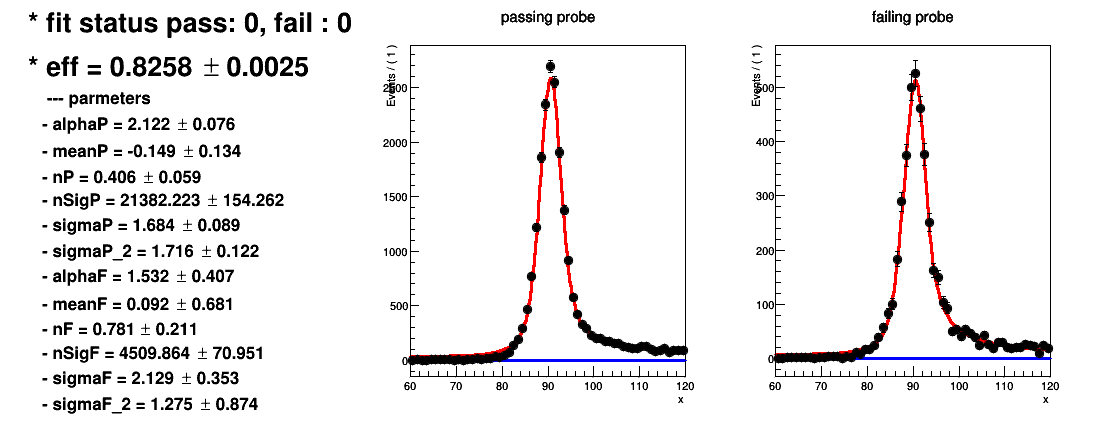 * fit status pass: 0, fail : 0
* eff = 0.8258 ± 0.0025
--- parmeters
- alphaP = 2.122 ± 0.076
- meanP = -0.149 ± 0.134
- nP = 0.406 ± 0.059
- nSigP = 21382.223 ± 154.262
- sigmaP = 1.684 ± 0.089
- sigmaP_2 = 1.716 ± 0.122
- alphaF = 1.532 ± 0.407
- meanF = 0.092 ± 0.681
- nF = 0.781 ± 0.211
- nSigF = 4509.864 ± 70.951
- sigmaF = 2.129 ± 0.353
- sigmaF_2 = 1.275 ± 0.874
passing probe
Events / ( 1 )
2500
2000
1500
1000
500
0
60 70 80 90 100 110 120
x
failing probe
Events / ( 1 )
500
400
300
200
100
0
60 70 80 90 100 110 120
x